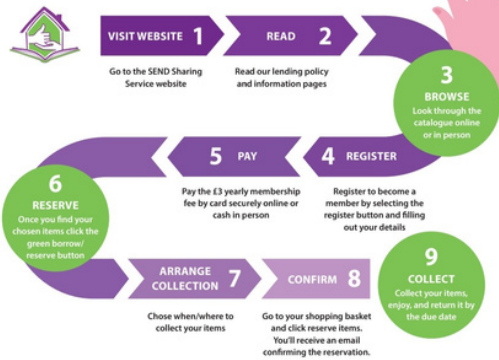 VISIT WEBSITE 1
Go to the SEND Sharing
Service website
READ 2
Read our lending policy
and information pages
3
BROWSE
Look through the
catalogue online
or in person
4 REGISTER
Register to become a
member by selecting the
register button and filling
out your details
5 PAY
Pay the £3 yearly membership
fee by card securely online or
cash in person
6
RESERVE
Once you find your
chosen items click the
green borrow/
reserve button
ARRANGE
COLLECTION 7
Chose when/where to
collect your items
CONFIRM 8
Go to your shopping basket
and click reserve items.
You'll receive an email
confirming the reservation.
9
COLLECT
Collect your items,
enjoy, and return it by
the due date